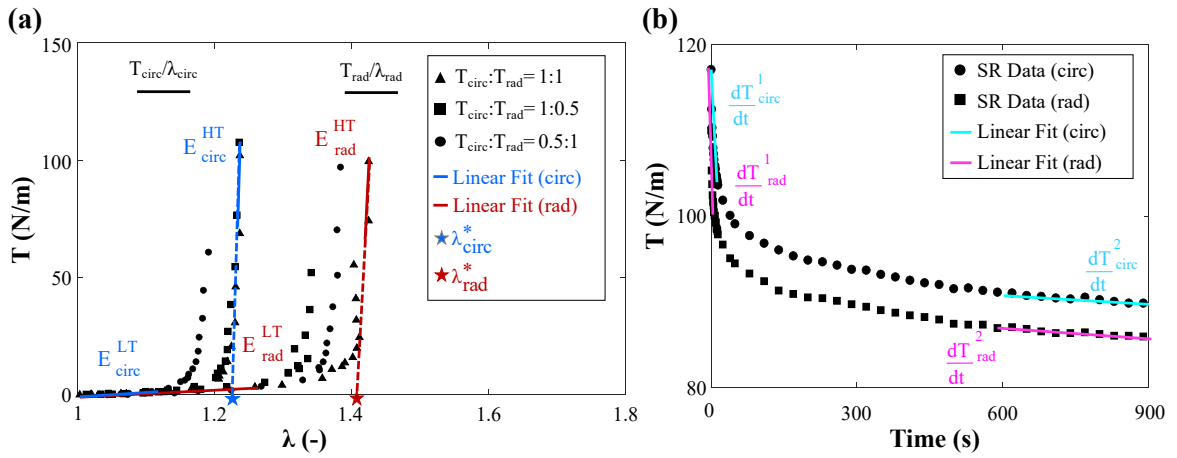 (a)
150
100
50
0
T (N/m)
1
1.2
1.4
1.6
1.8
λ (-)
T_circ/λ_circ
T_rad/λ_rad
E_circ^HT
E_rad^HT
E_circ^LT
E_rad^LT
T_circ:T_rad = 1:1
T_circ:T_rad = 1:0.5
T_circ:T_rad = 0.5:1
Linear Fit (circ)
Linear Fit (rad)
λ*_circ
λ*_rad
(b)
120
100
80
T (N/m)
0
300
600
900
Time (s)
dT^1_circ
dt
dT^1_rad
dt
dT^2_circ
dt
dT^2_rad
dt
SR Data (circ)
SR Data (rad)
Linear Fit (circ)
Linear Fit (rad)